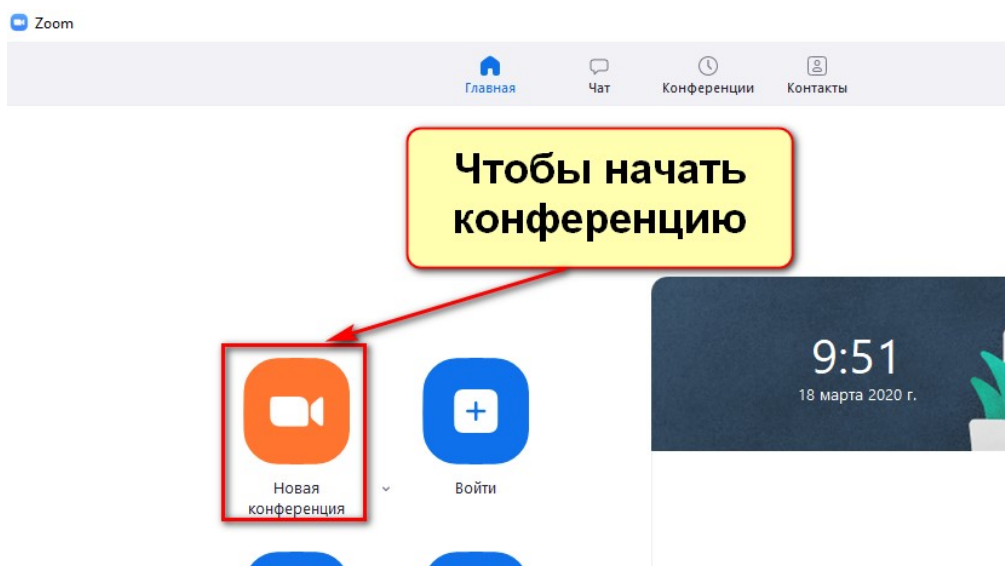 Zoom
Главная
Чат
Конференции
Контакты
Чтобы начать
конференцию
9:51
18 марта 2020 г.
Новая
конференция
Войти